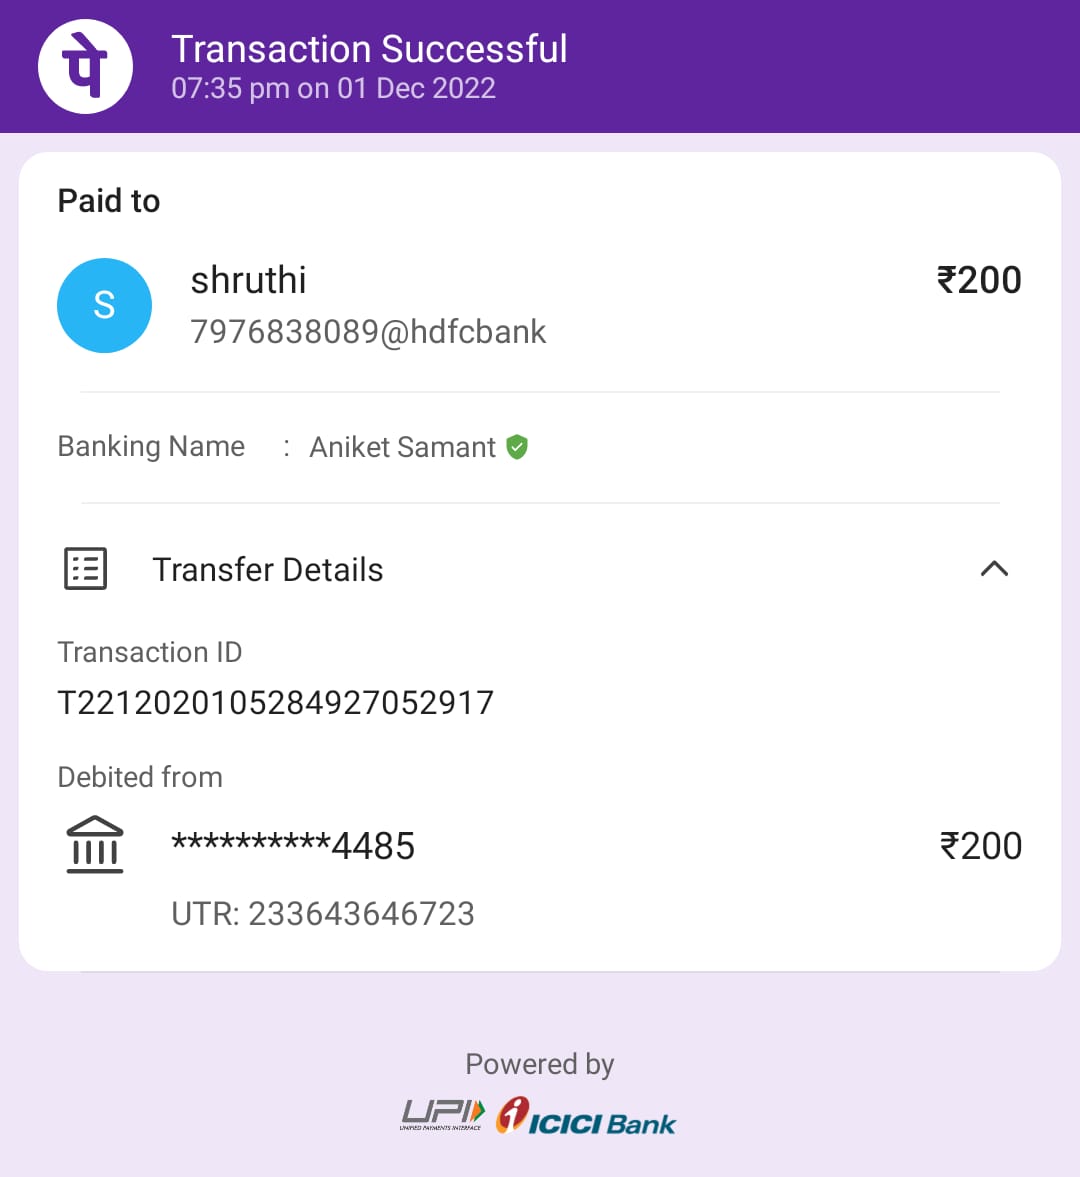 पे
Transaction Successful
07:35 pm on 01 Dec 2022
Paid to
S
shruthi
₹200
7976838089@hdfcbank
Banking Name : Aniket Samant
Transfer Details
Transaction ID
T2212020105284927052917
Debited from
**********4485
₹200
UTR: 233643646723
Powered by
UPI
UNIFIED PAYMENTS INTERFACE
ICICI Bank